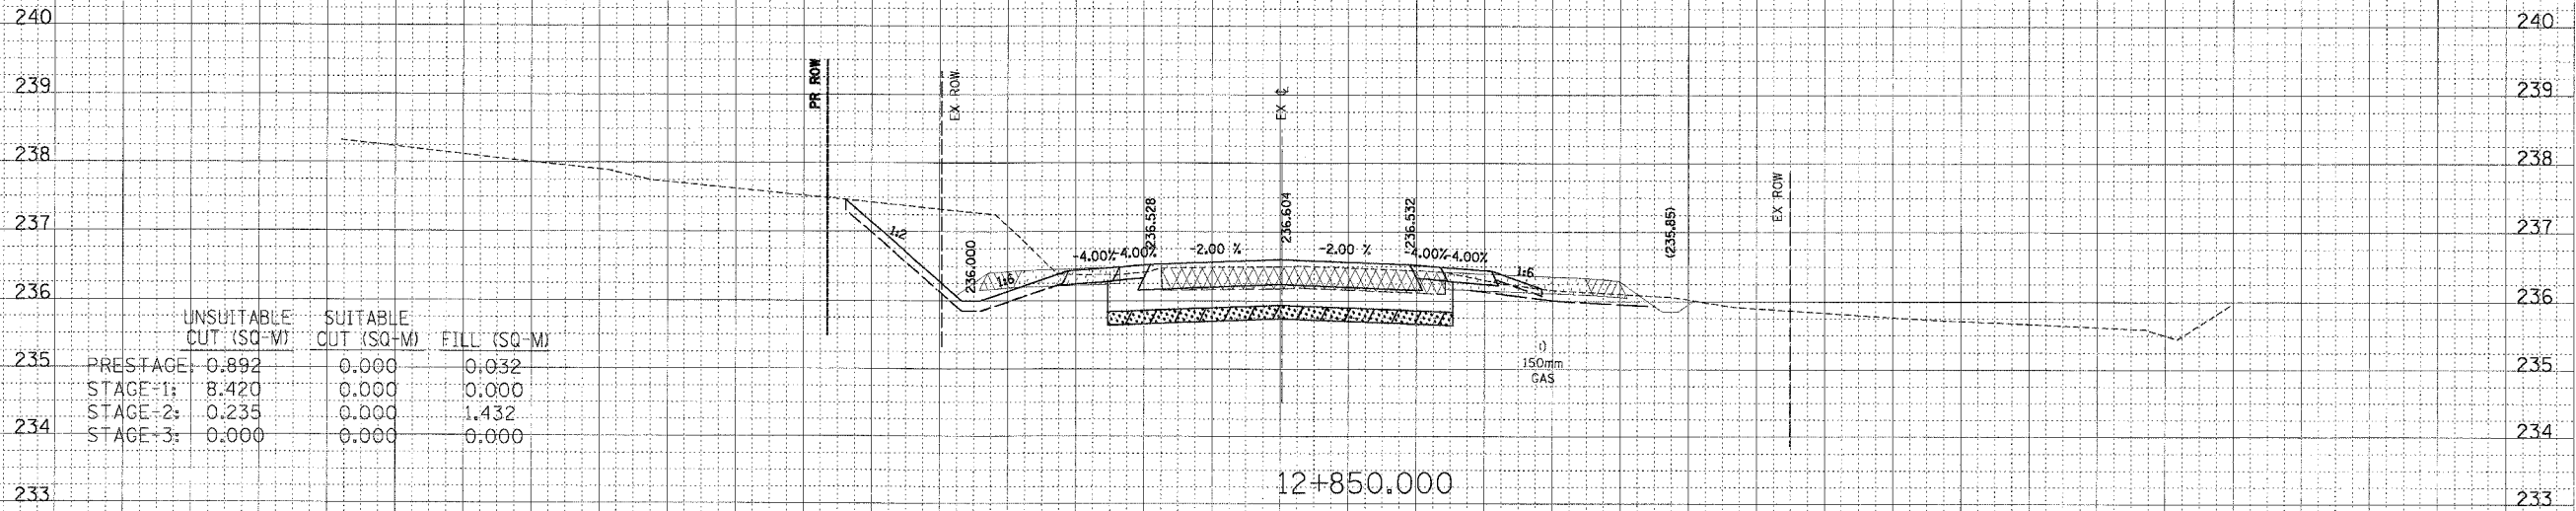 240 240
239 239
238 238
237 237
236 236
235 235
234 234
233 233
PR ROW
EX ROW
EX ℄
EX ROW
236.000
236.528
236.604
236.532
(235.85)
1:2
1:6
-4.00% -4.00%
-2.00 %
-2.00 %
-4.00% -4.00%
1:6
150mm
GAS
UNSUITABLE SUITABLE
CUT (SQ-M) CUT (SQ-M) FILL (SQ-M)
PRESTAGE: 0.892 0.000 0.032
STAGE-1: 8.420 0.000 0.000
STAGE-2: 0.235 0.000 1.432
STAGE-3: 0.000 0.000 0.000
12+850.000